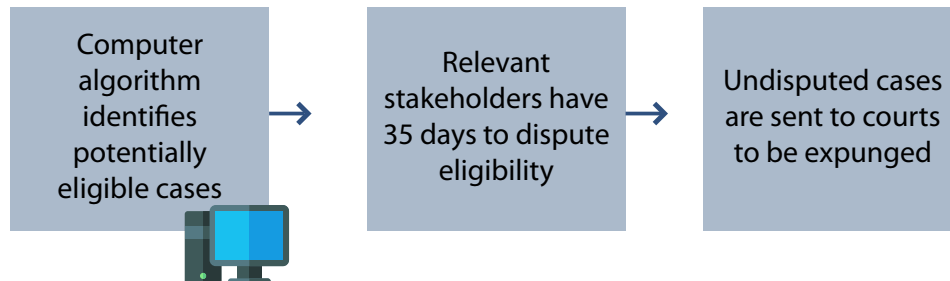 Computer
algorithm
identifies
potentially
eligible cases
Relevant
stakeholders have
35 days to dispute
eligibility
Undisputed cases
are sent to courts
to be expunged